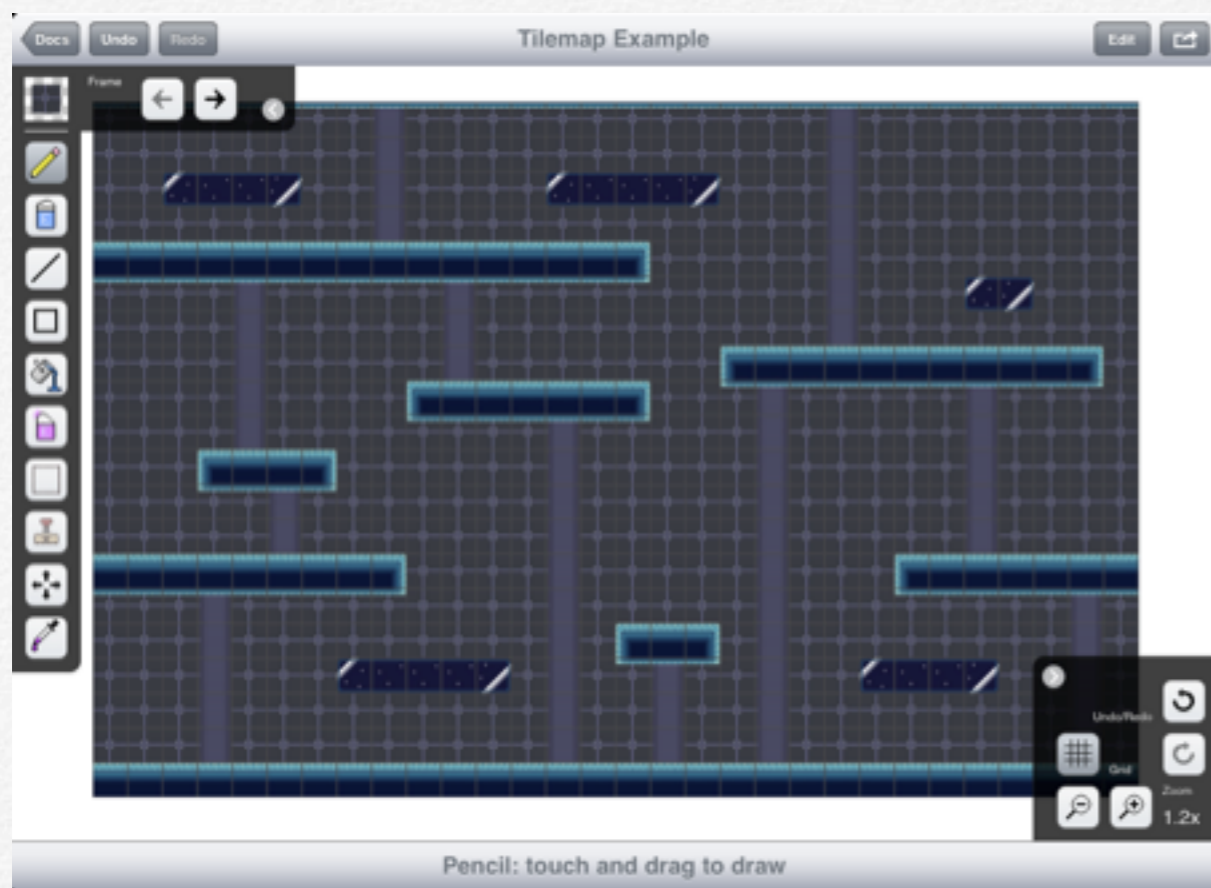 Docs Undo Redo Tilemap Example Edit
Frame
Undo/Redo
Grid
Zoom
1.2x
Pencil: touch and drag to draw